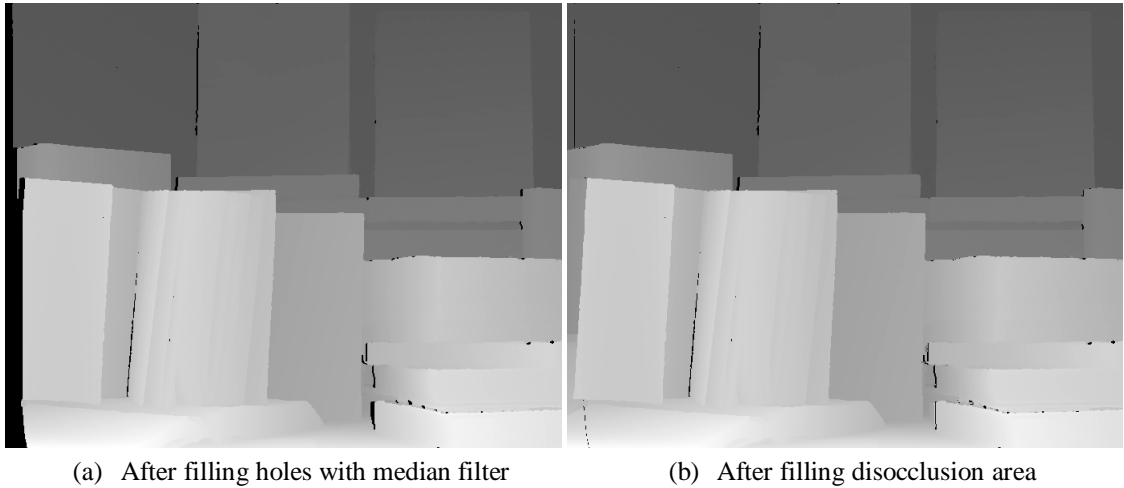 (a) After filling holes with median filter
(b) After filling disocclusion area